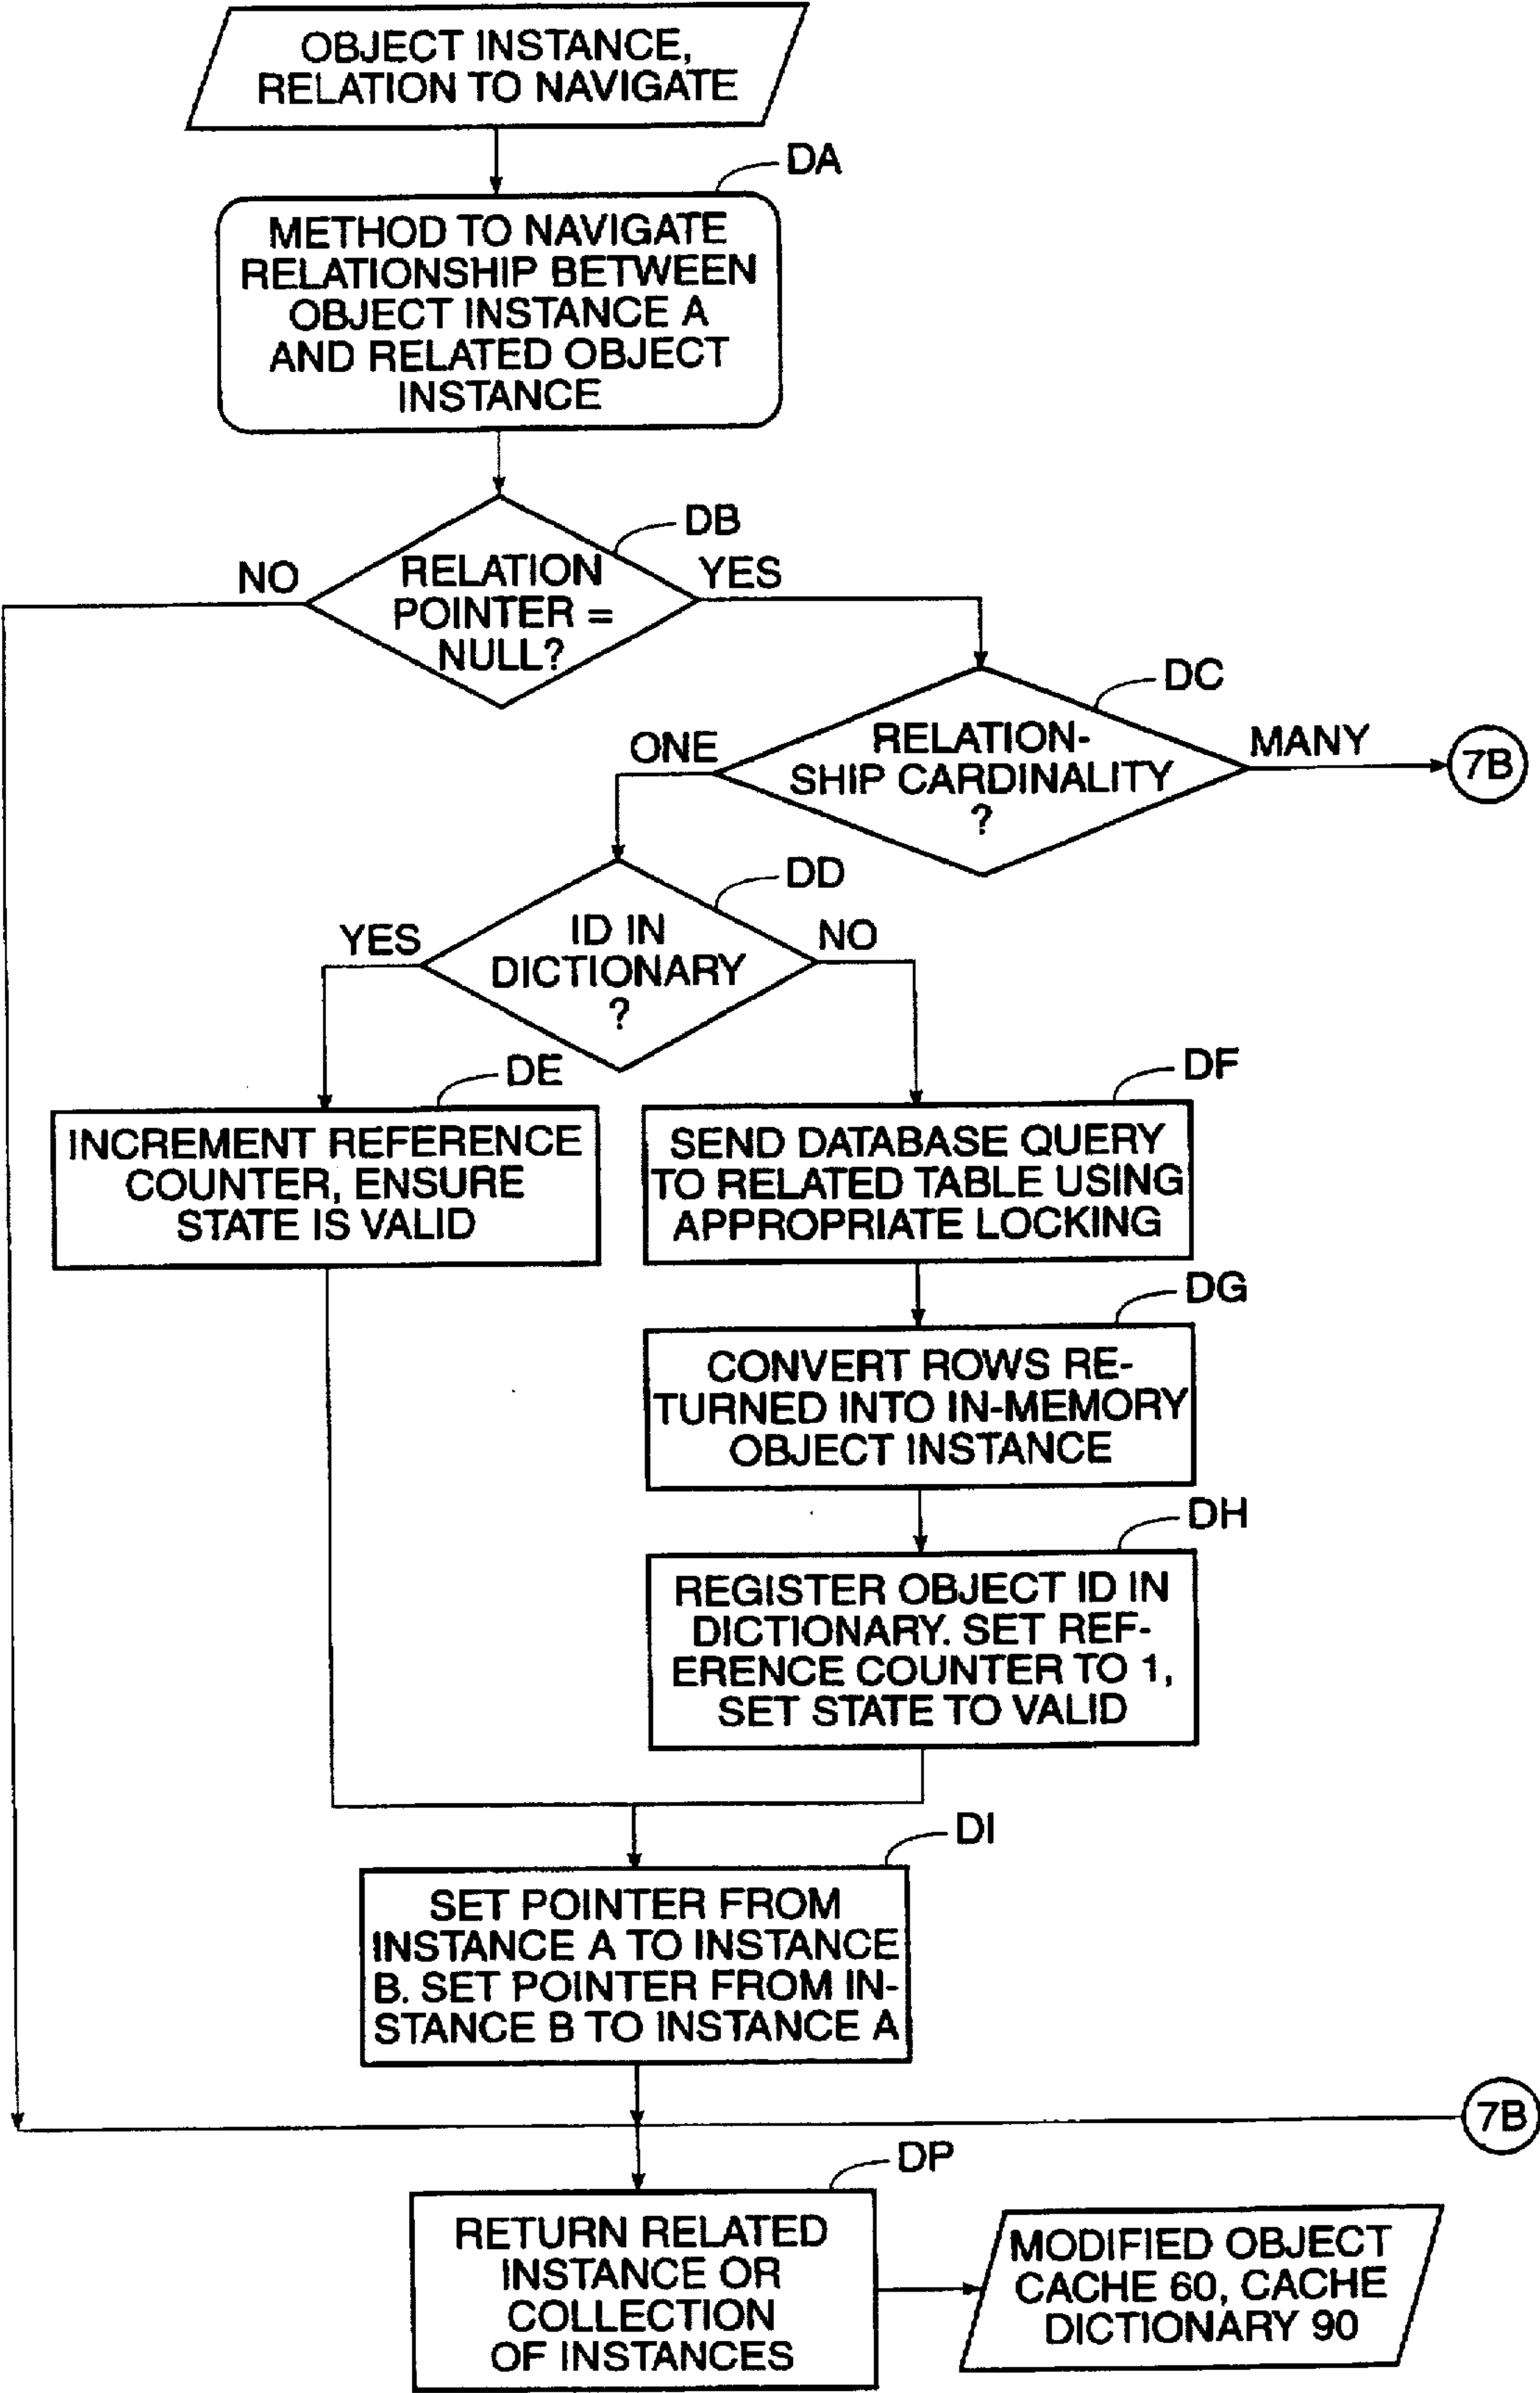 OBJECT INSTANCE,
RELATION TO NAVIGATE
DA
METHOD TO NAVIGATE
RELATIONSHIP BETWEEN
OBJECT INSTANCE A
AND RELATED OBJECT
INSTANCE
DB
NO
RELATION
POINTER =
NULL?
YES
DC
ONE
RELATION-
SHIP CARDINALITY
?
MANY
7B
DD
YES
ID IN
DICTIONARY
?
NO
DE
INCREMENT REFERENCE
COUNTER, ENSURE
STATE IS VALID
DF
SEND DATABASE QUERY
TO RELATED TABLE USING
APPROPRIATE LOCKING
DG
CONVERT ROWS RE-
TURNED INTO IN-MEMORY
OBJECT INSTANCE
DH
REGISTER OBJECT ID IN
DICTIONARY. SET REF-
ERENCE COUNTER TO 1,
SET STATE TO VALID
DI
SET POINTER FROM
INSTANCE A TO INSTANCE
B. SET POINTER FROM IN-
STANCE B TO INSTANCE A
7B
DP
RETURN RELATED
INSTANCE OR
COLLECTION
OF INSTANCES
MODIFIED OBJECT
CACHE 60, CACHE
DICTIONARY 90